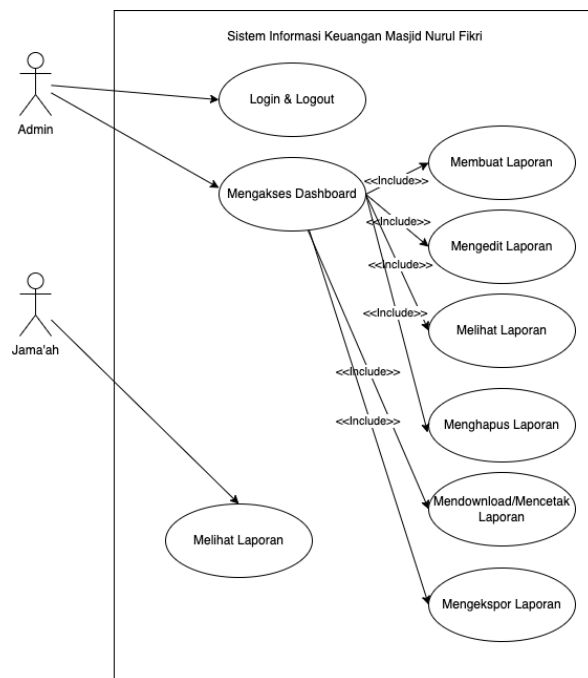 Sistem Informasi Keuangan Masjid Nurul Fikri
Admin
Login & Logout
Mengakses Dashboard
<<Include>>
Membuat Laporan
<<Include>>
Mengedit Laporan
<<Include>>
Melihat Laporan
<<Include>>
Menghapus Laporan
Jama'ah
<<Include>>
Mendownload/Mencetak
Laporan
<<Include>>
Mengekspor Laporan
Melihat Laporan